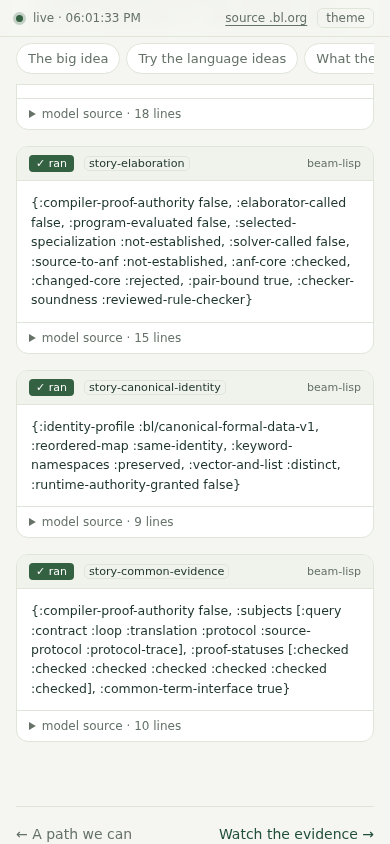 live · 06:01:33 PM
source .bl.org
theme
The big idea
Try the language ideas
What the
▶ model source · 18 lines
✓ ran
story-elaboration
beam-lisp
{:compiler-proof-authority false, :elaborator-called
false, :program-evaluated false, :selected-
specialization :not-established, :solver-called false,
:source-to-anf :not-established, :anf-core :checked,
:changed-core :rejected, :pair-bound true, :checker-
soundness :reviewed-rule-checker}
▶ model source · 15 lines
✓ ran
story-canonical-identity
beam-lisp
{:identity-profile :bl/canonical-formal-data-v1,
:reordered-map :same-identity, :keyword-
namespaces :preserved, :vector-and-list :distinct,
:runtime-authority-granted false}
▶ model source · 9 lines
✓ ran
story-common-evidence
beam-lisp
{:compiler-proof-authority false, :subjects [:query
:contract :loop :translation :protocol :source-
protocol :protocol-trace], :proof-statuses [:checked
:checked :checked :checked :checked :checked
:checked], :common-term-interface true}
▶ model source · 10 lines
← A path we can
Watch the evidence →